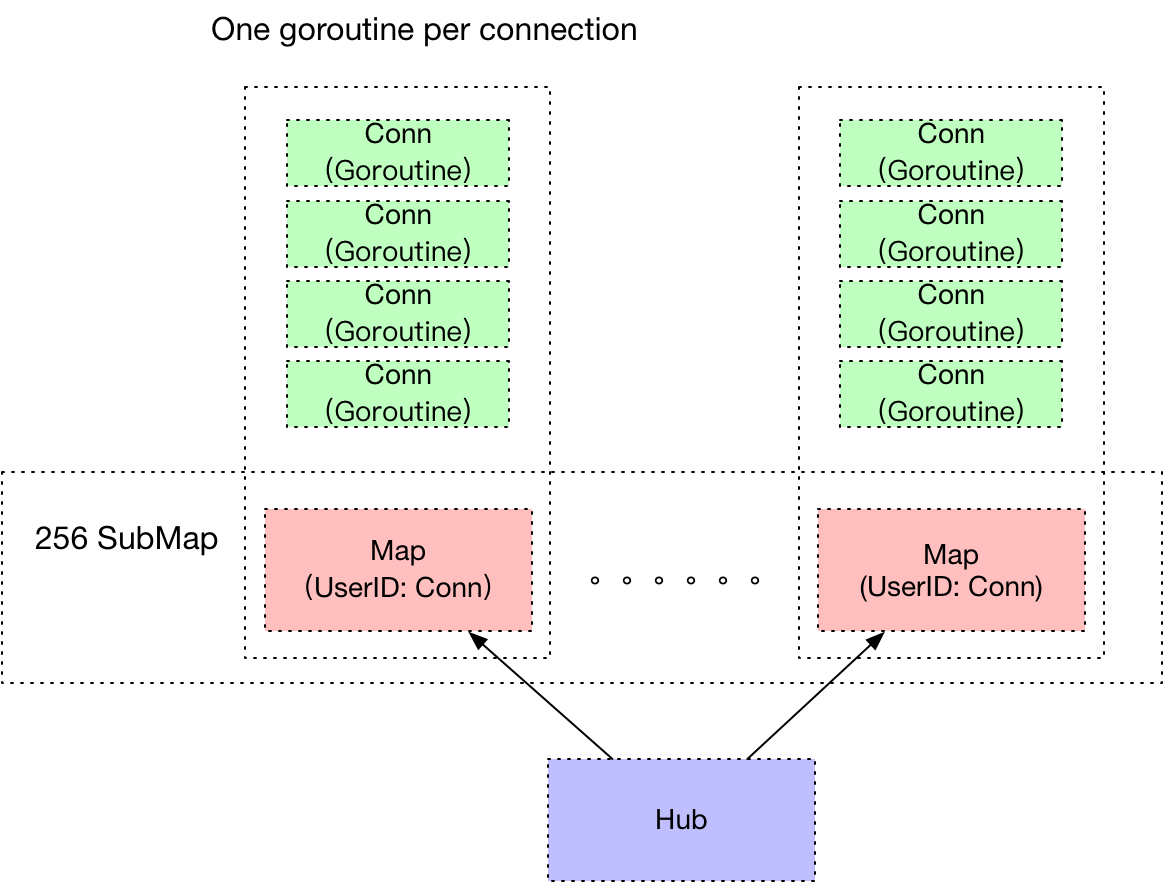 One goroutine per connection
Conn
(Goroutine)
Conn
(Goroutine)
Conn
(Goroutine)
Conn
(Goroutine)
Conn
(Goroutine)
Conn
(Goroutine)
Conn
(Goroutine)
Conn
(Goroutine)
256 SubMap
Map
(UserID: Conn)
Map
(UserID: Conn)
Hub